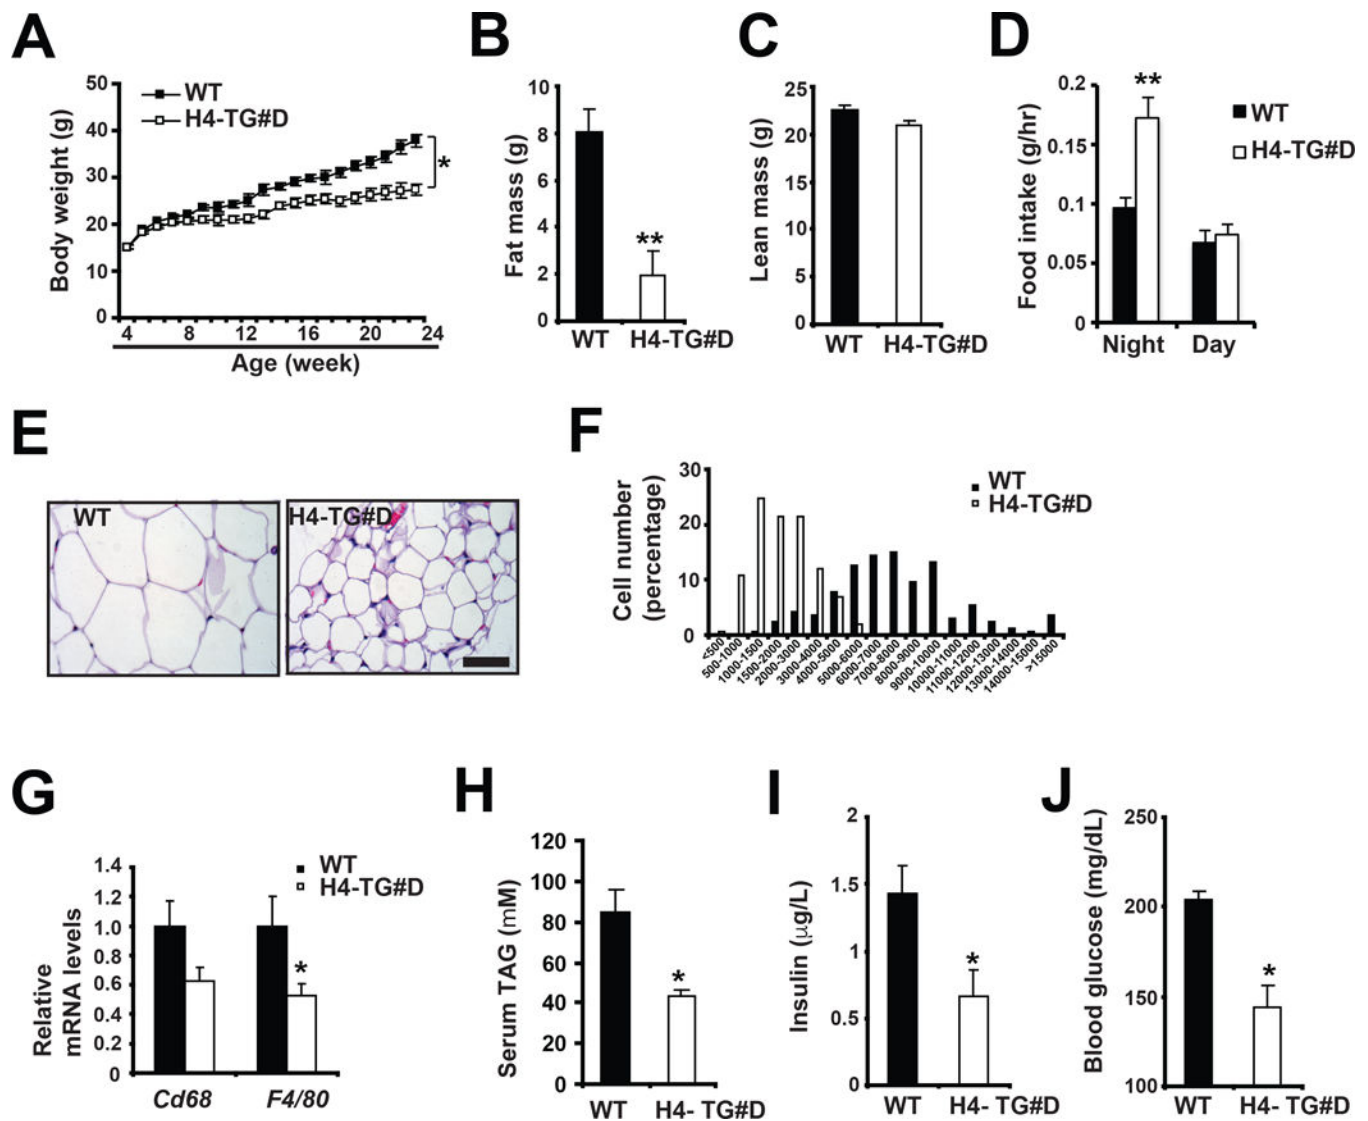 A
B
C
D
WT
H4-TG#D
Body weight (g)
50
40
30
20
10
0
*
4 8 12 16 20 24
Age (week)
Fat mass (g)
10
8
6
4
2
0
**
WT H4-TG#D
Lean mass (g)
25
20
15
10
5
0
WT H4-TG#D
Food intake (g/hr)
0.2
0.15
0.1
0.05
0
**
WT
H4-TG#D
Night Day
E
F
WT
H4-TG#D
Cell number
(percentage)
30
20
10
0
WT
H4-TG#D
<500
500-1000
1000-1500
1500-2000
2000-3000
3000-4000
4000-5000
5000-6000
6000-7000
7000-8000
8000-9000
9000-10000
10000-11000
11000-12000
12000-13000
13000-14000
14000-15000
>15000
G
H
I
J
Relative
mRNA levels
1.4
1.2
1.0
0.8
0.6
0.4
0.2
0
WT
H4-TG#D
*
Cd68 F4/80
Serum TAG (mM)
120
100
80
60
40
20
0
*
WT H4- TG#D
Insulin (µg/L)
2
1.5
1
0.5
0
*
WT H4- TG#D
Blood glucose (mg/dL)
250
200
150
100
*
WT H4- TG#D